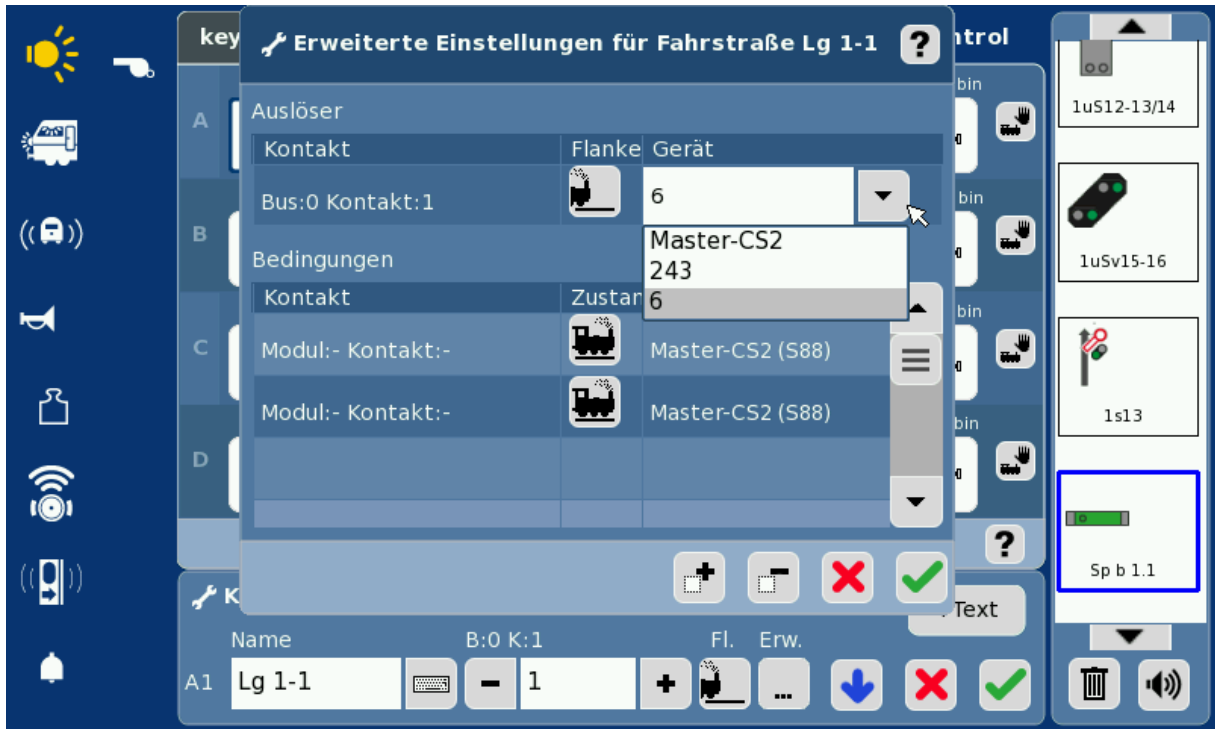 key
ntrol
Erweiterte Einstellungen für Fahrstraße Lg 1-1
?
Auslöser
Kontakt Flanke Gerät
Bus:0 Kontakt:1 6
Master-CS2
243
6
Bedingungen
Kontakt Zustan
Modul:- Kontakt:- Master-CS2 (S88)
Modul:- Kontakt:- Master-CS2 (S88)
A
B
C
D
bin
bin
bin
bin
?
K
Text
Name B:0 K:1 Fl. Erw.
A1 Lg 1-1 - 1 + ...
1uS12-13/14
1uSv15-16
1s13
Sp b 1.1